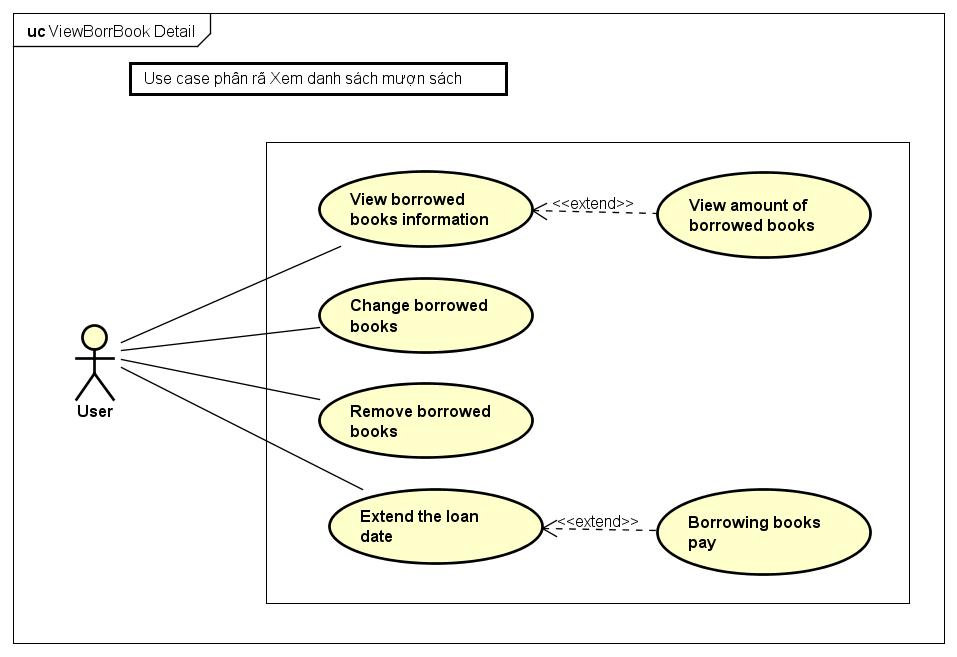 uc ViewBorrBook Detail
Use case phân rã Xem danh sách mượn sách
View borrowed
books information
<<extend>>
View amount of
borrowed books
Change borrowed
books
User
Remove borrowed
books
Extend the loan
date
<<extend>>
Borrowing books
pay